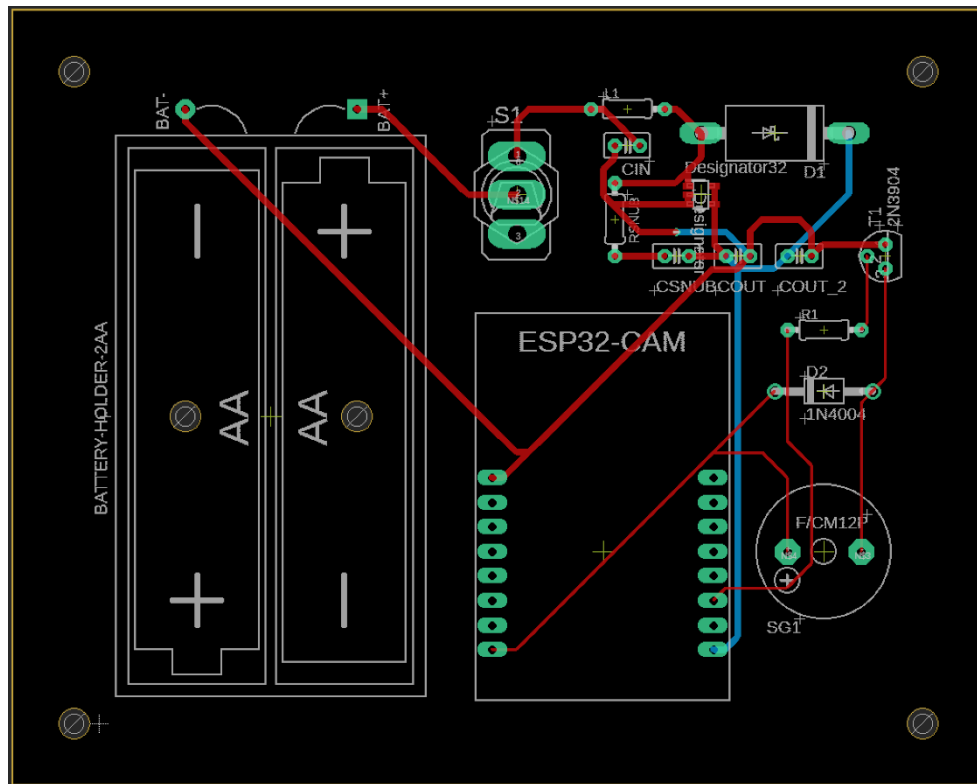 BAT-
BAT+
S1
3
L1
CIN
RSNUB
Designator32
D1
T1
2N3904
CSNUB
COUT
COUT_2
R1
D2
1N4004
ESP32-CAM
BATTERY-HOLDER-2AA
AA
AA
F/CM12P
SG1